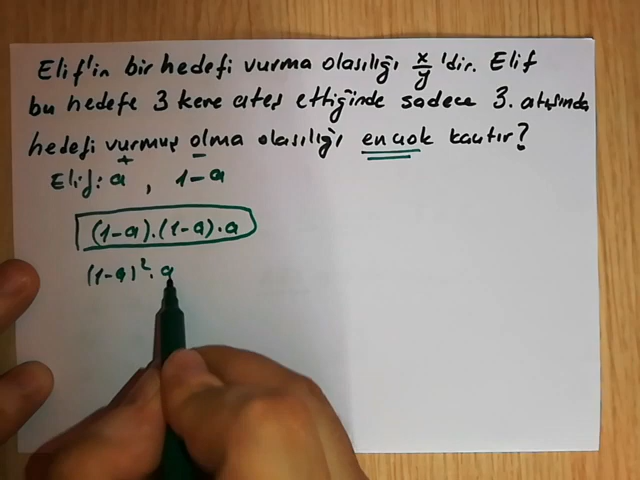 Elif'in bir hedefi vurma olasılığı x/y 'dir. Elif
bu hedefe 3 kere ateş ettiğinde sadece 3. atışında
hedefi vurmuş olma olasılığı en çok kaçtır?
+ -
Elif: a , 1-a
(1-a).(1-a).a
(1-a)².a